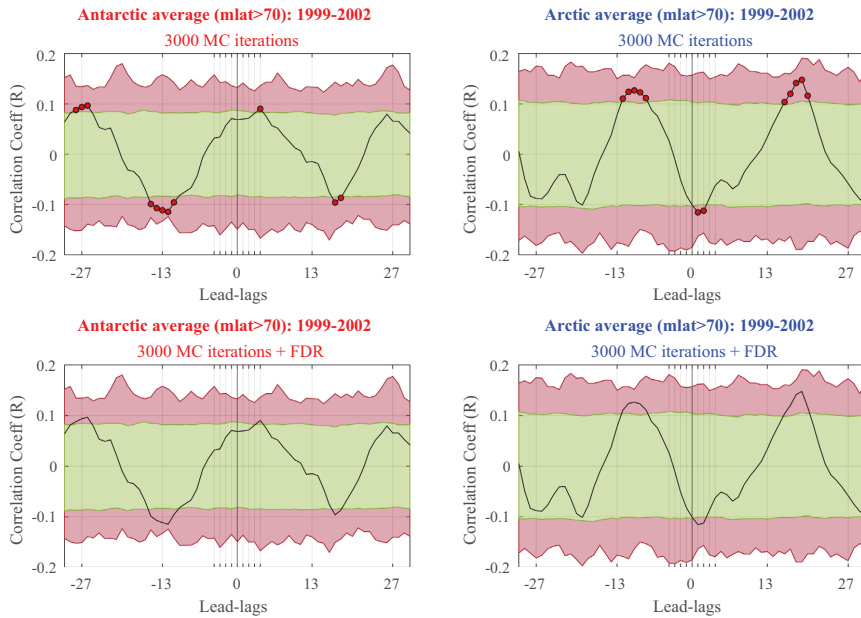 Antarctic average (mlat>70): 1999-2002
3000 MC iterations
0.2
0.1
0
-0.1
-0.2
Correlation Coeff (R)
-27
-13
0
13
27
Lead-lags
Arctic average (mlat>70): 1999-2002
3000 MC iterations
0.2
0.1
0
-0.1
-0.2
Correlation Coeff (R)
-27
-13
0
13
27
Lead-lags
Antarctic average (mlat>70): 1999-2002
3000 MC iterations + FDR
0.2
0.1
0
-0.1
-0.2
Correlation Coeff (R)
-27
-13
0
13
27
Lead-lags
Arctic average (mlat>70): 1999-2002
3000 MC iterations + FDR
0.2
0.1
0
-0.1
-0.2
Correlation Coeff (R)
-27
-13
0
13
27
Lead-lags